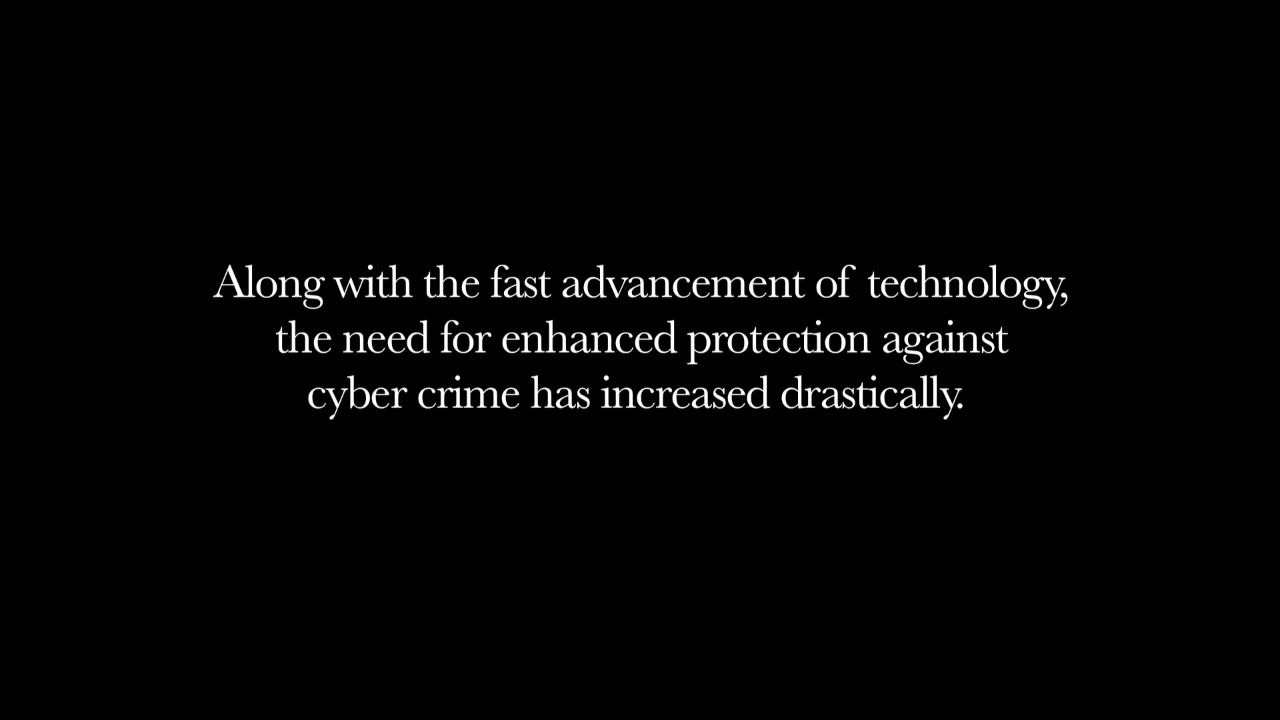 Along with the fast advancement of technology,
the need for enhanced protection against
cyber crime has increased drastically.